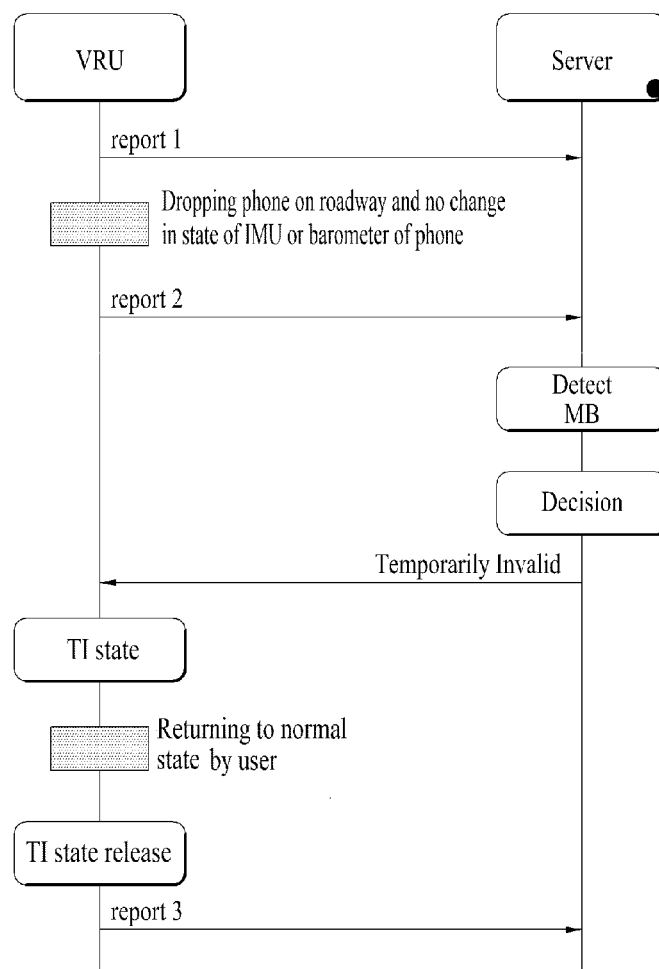 VRU
Server
report 1
Dropping phone on roadway and no change
in state of IMU or barometer of phone
report 2
Detect
MB
Decision
Temporarily Invalid
TI state
Returning to normal
state by user
TI state release
report 3